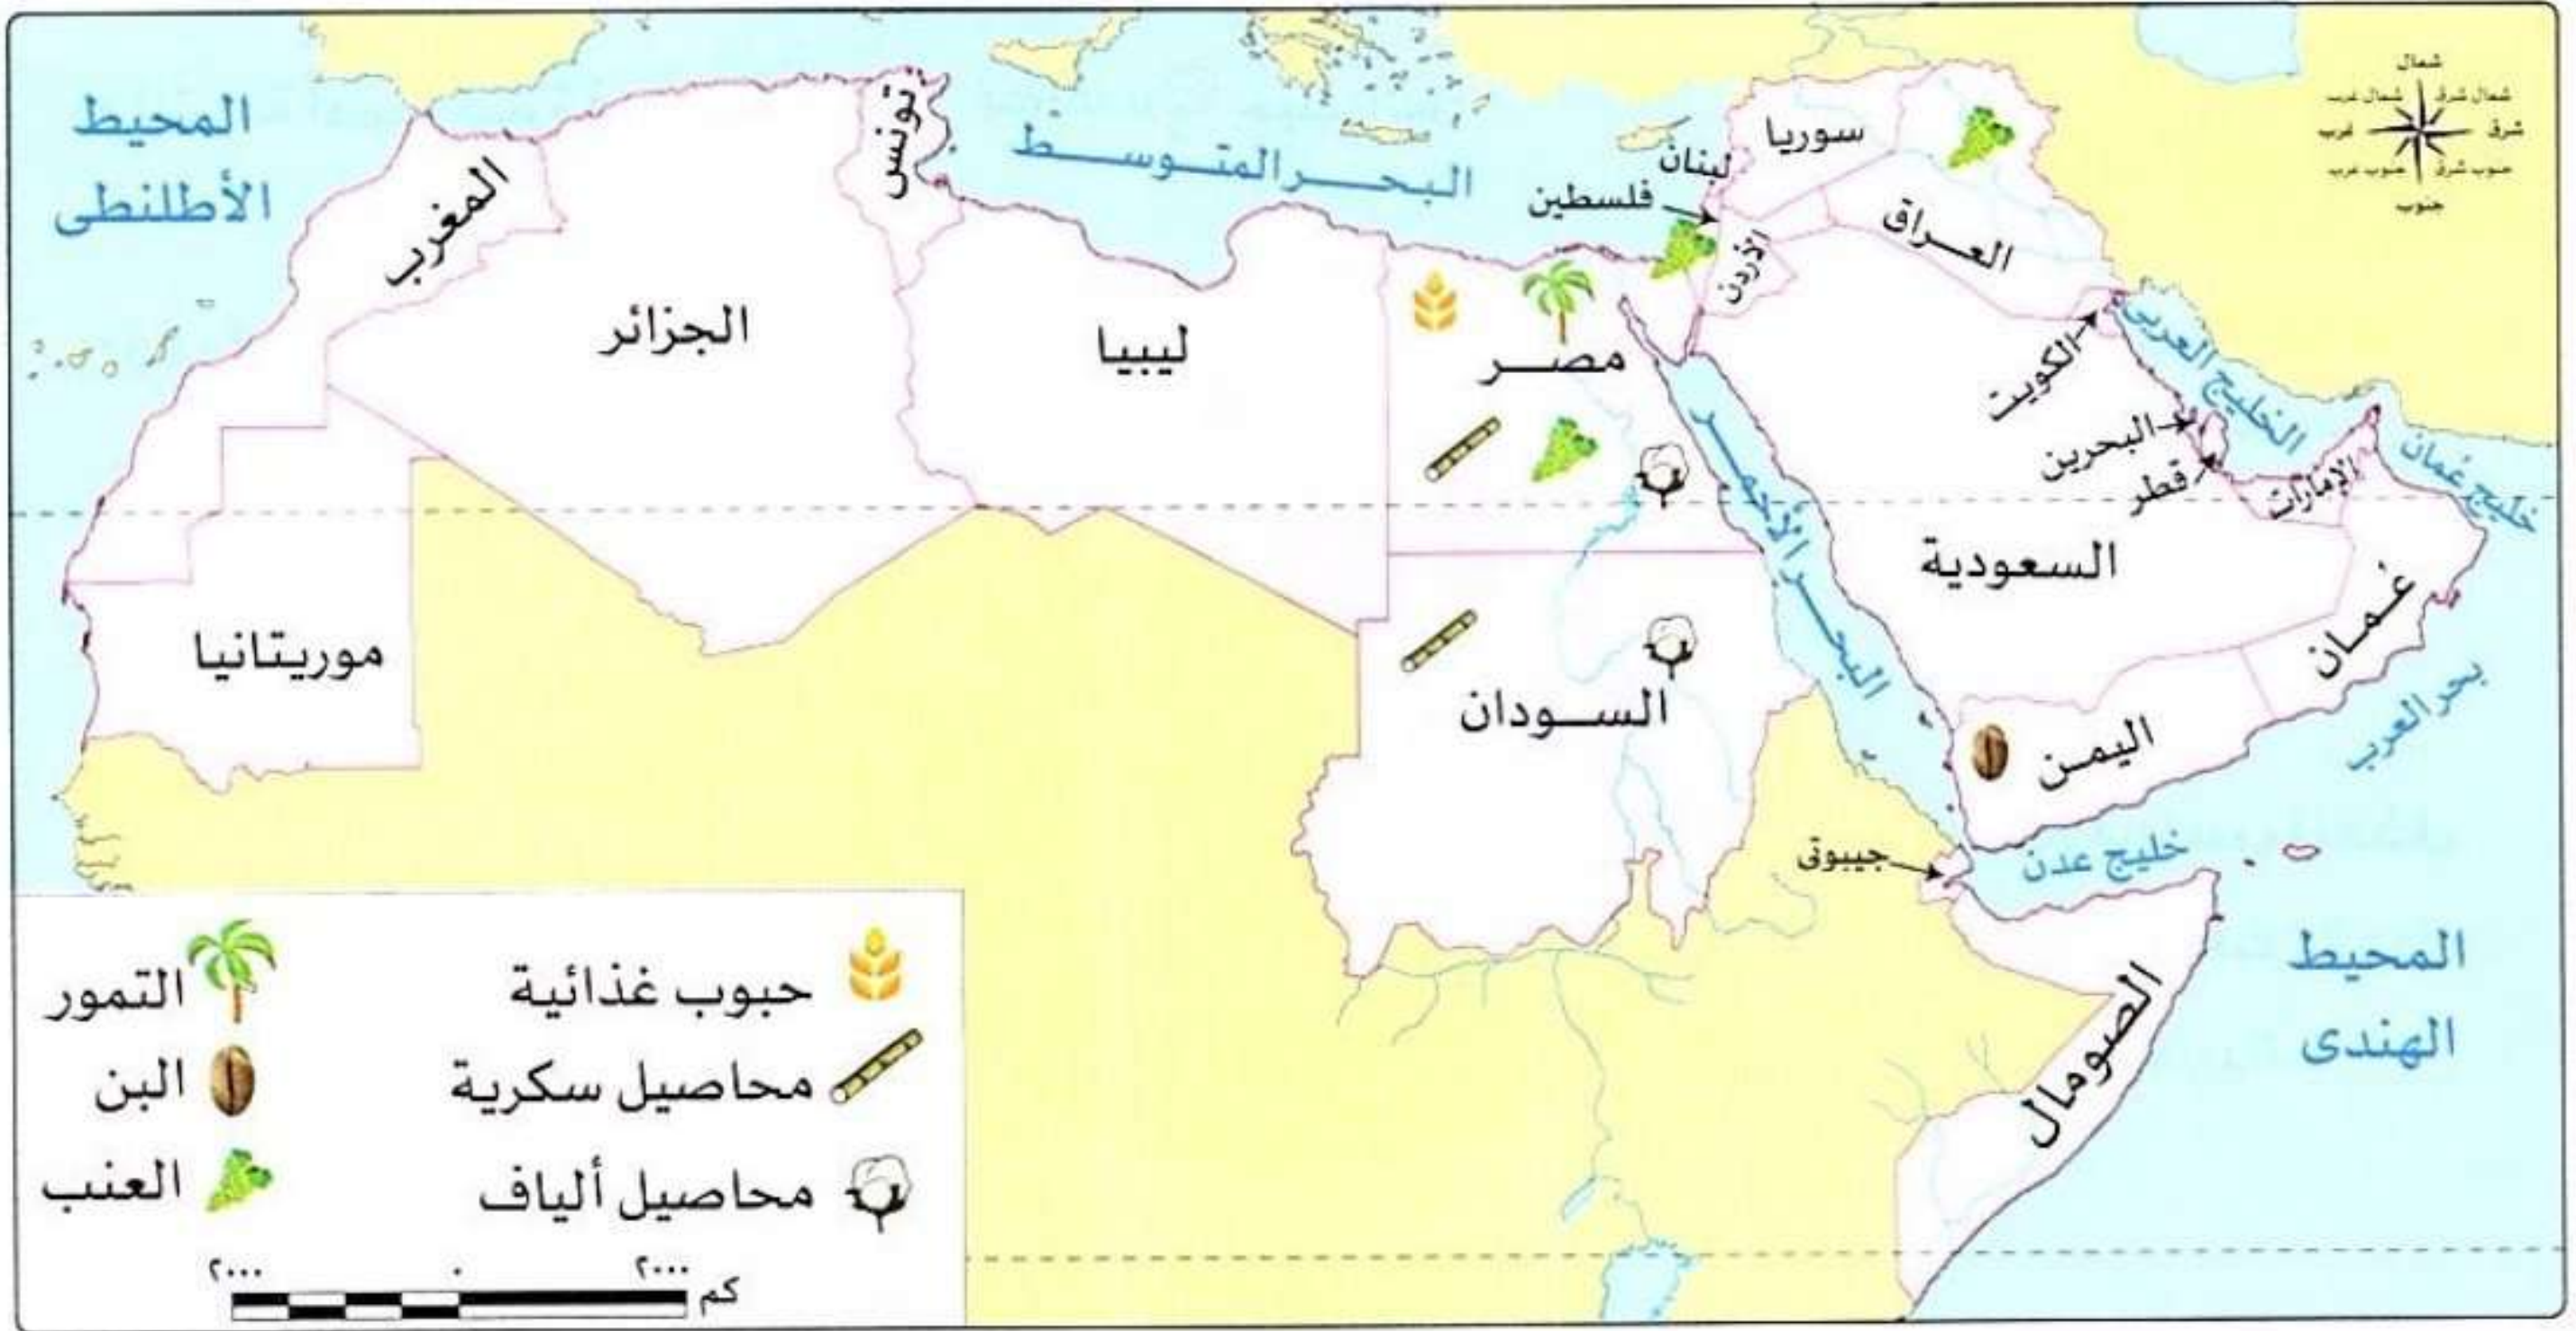 شمال
شمال غرب
شمال شرق
غرب
شرق
جنوب غرب
جنوب شرق
جنوب
المحيط
الأطلنطى
البحر المتوسط
تونس
المغرب
الجزائر
ليبيا
مصر
موريتانيا
السودان
سوريا
لبنان
فلسطين
الأردن
العراق
الكويت
الخليج العربى
البحرين
قطر
الإمارات
خليج عُمان
السعودية
عُمان
البحر الأحمر
اليمن
بحر العرب
جيبوتى
خليج عدن
الصومال
المحيط
الهندى
حبوب غذائية
التمور
محاصيل سكرية
البن
محاصيل ألياف
العنب
٢٠٠٠ ٠ ٢٠٠٠
كم